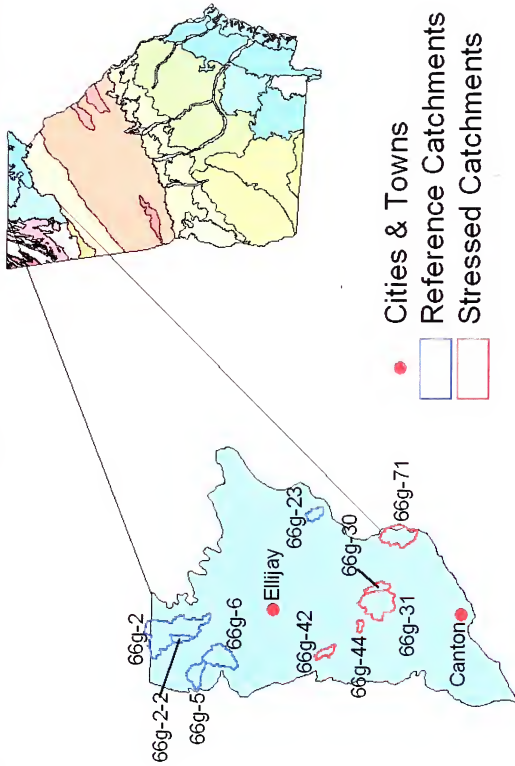 66g-2
66g-2-2
66g-5
66g-6
Ellijay
66g-23
66g-42
66g-30
66g-44
66g-31
66g-71
Canton
Cities & Towns
Reference Catchments
Stressed Catchments